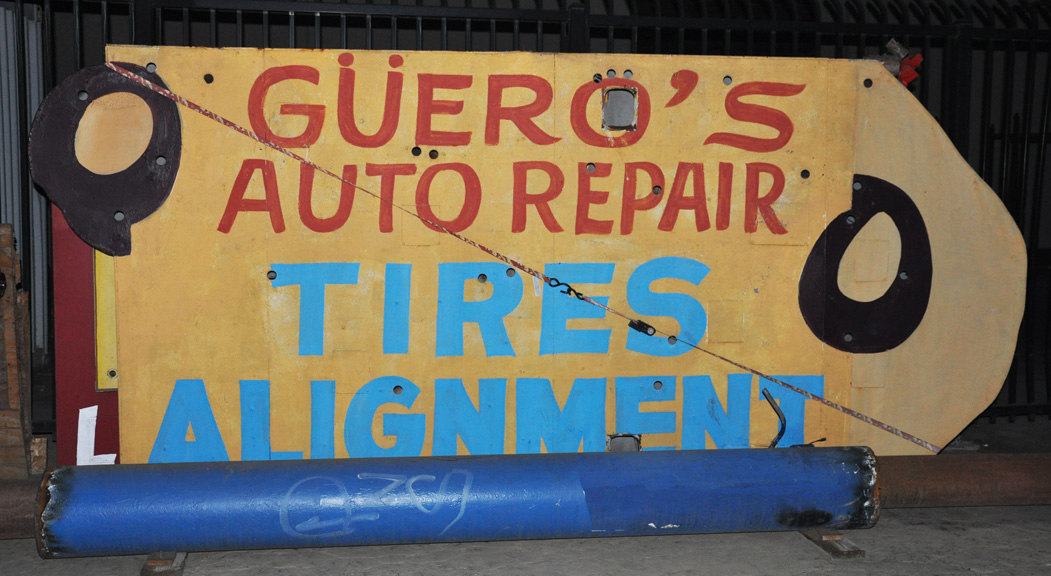 GÜERO'S
AUTO REPAIR
TIRES
ALIGNMENT